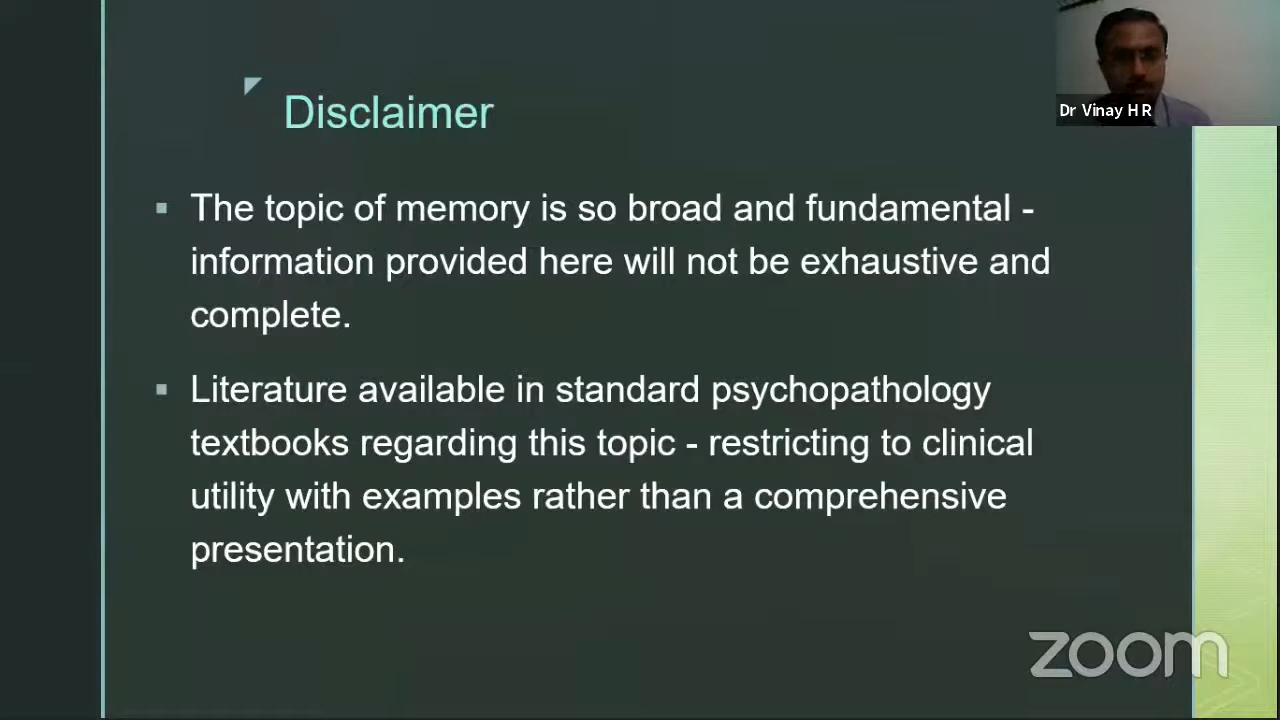 Disclaimer
Dr Vinay H R
▪ The topic of memory is so broad and fundamental -
information provided here will not be exhaustive and
complete.
▪ Literature available in standard psychopathology
textbooks regarding this topic - restricting to clinical
utility with examples rather than a comprehensive
presentation.
zoom